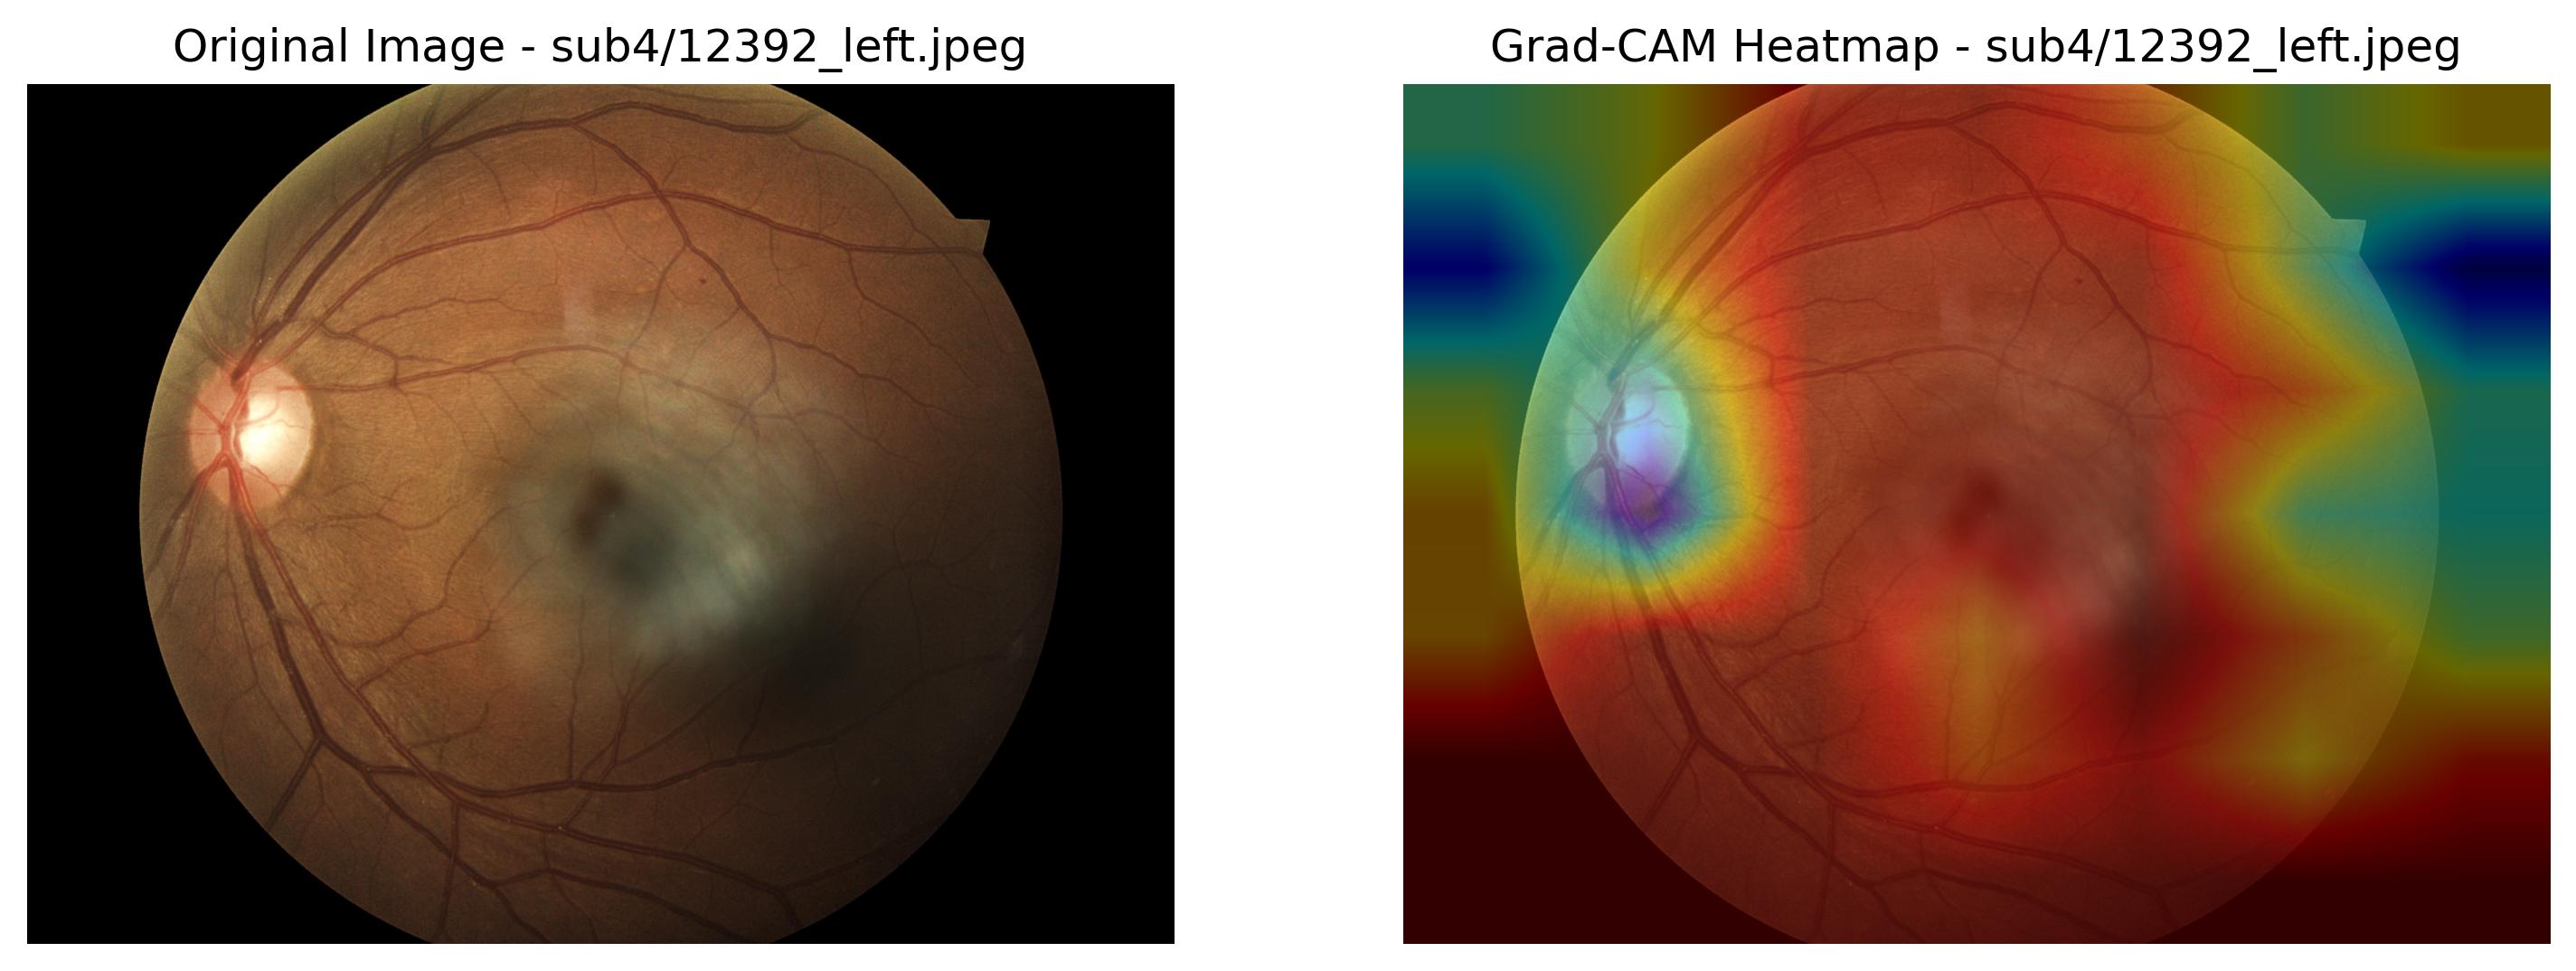 Original Image - sub4/12392_left.jpeg
Grad-CAM Heatmap - sub4/12392_left.jpeg